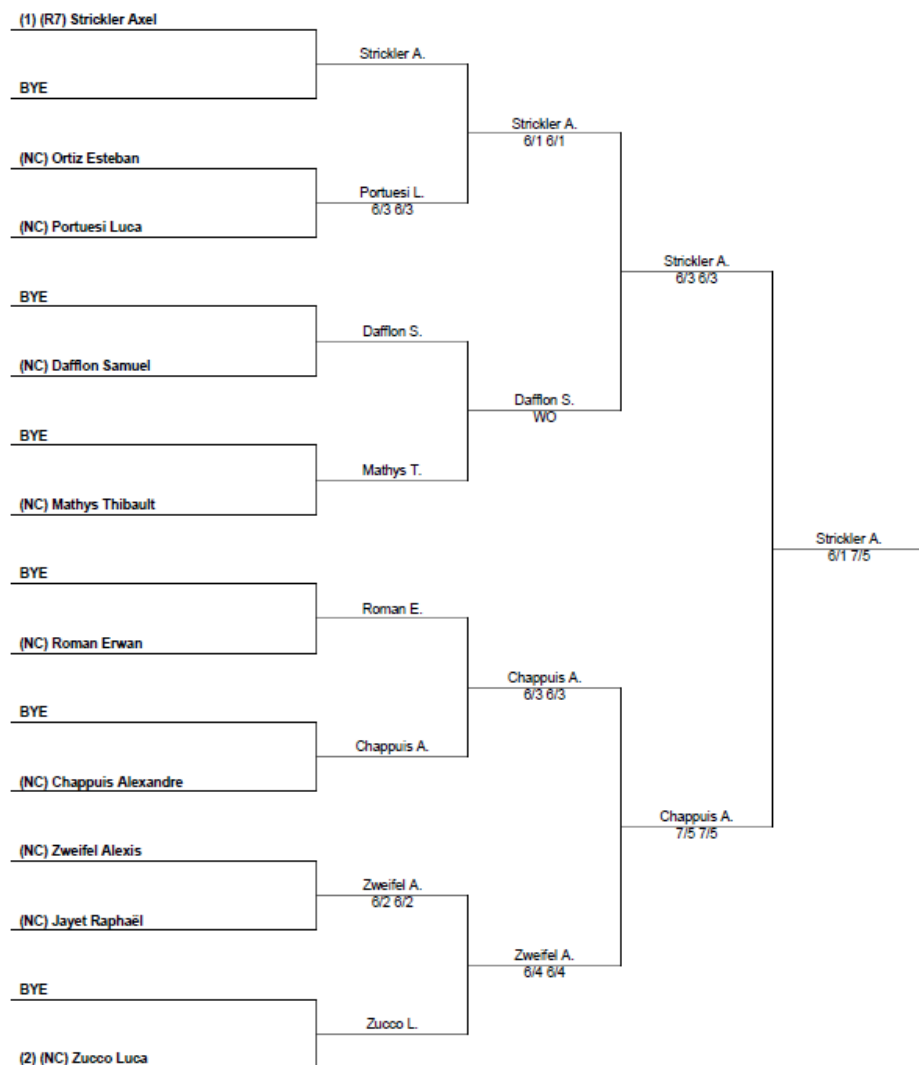 (1) (R7) Strickler Axel
BYE
(NC) Ortiz Esteban
(NC) Portuesi Luca
BYE
(NC) Dafflon Samuel
BYE
(NC) Mathys Thibault
BYE
(NC) Roman Erwan
BYE
(NC) Chappuis Alexandre
(NC) Zweifel Alexis
(NC) Jayet Raphaël
BYE
(2) (NC) Zucco Luca
Strickler A.
Portuesi L.
6/3 6/3
Dafflon S.
Mathys T.
Roman E.
Chappuis A.
Zweifel A.
6/2 6/2
Zucco L.
Strickler A.
6/1 6/1
Dafflon S.
WO
Chappuis A.
6/3 6/3
Zweifel A.
6/4 6/4
Strickler A.
6/3 6/3
Chappuis A.
7/5 7/5
Strickler A.
6/1 7/5